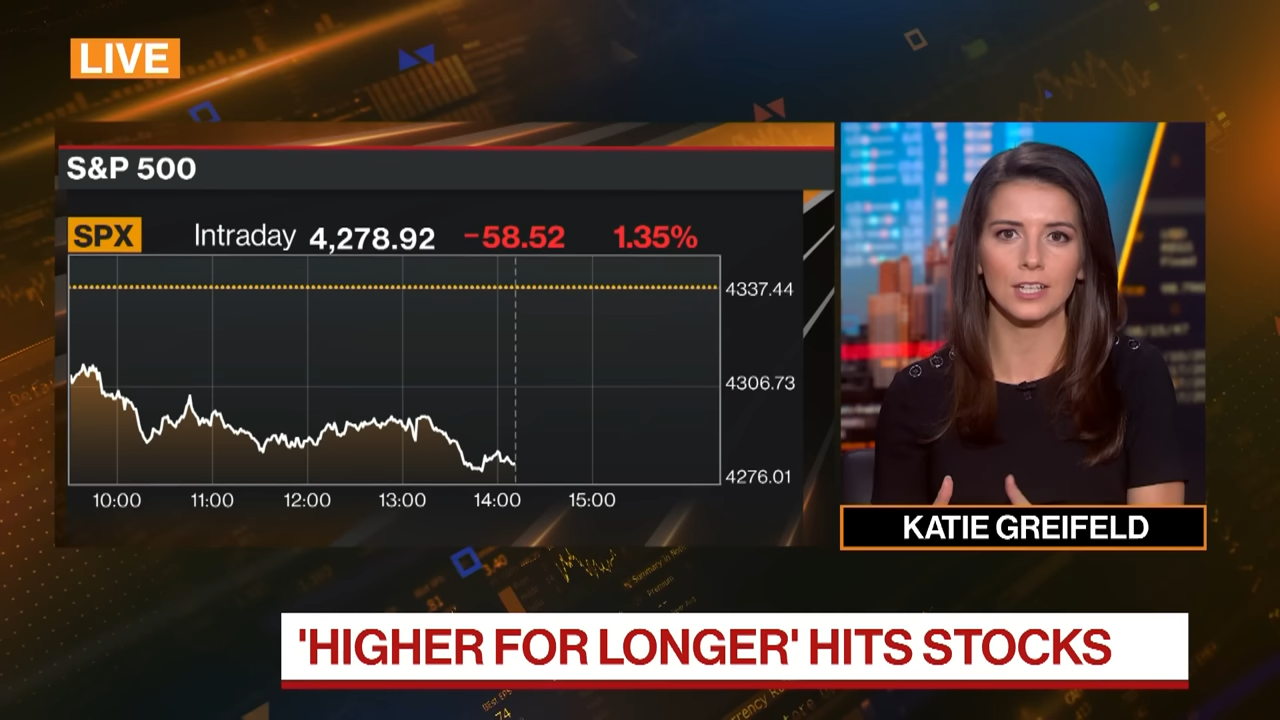 LIVE
S&P 500
SPX Intraday 4,278.92 -58.52 1.35%
4337.44
4306.73
4276.01
10:00 11:00 12:00 13:00 14:00 15:00
KATIE GREIFELD
'HIGHER FOR LONGER' HITS STOCKS